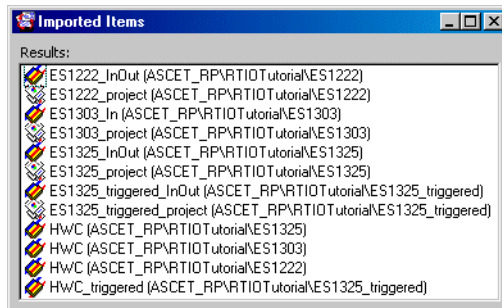 Imported Items
Results:
ES1222_InOut (ASCET_RP\RTIOTutorial\ES1222)
ES1222_project (ASCET_RP\RTIOTutorial\ES1222)
ES1303_In (ASCET_RP\RTIOTutorial\ES1303)
ES1303_project (ASCET_RP\RTIOTutorial\ES1303)
ES1325_InOut (ASCET_RP\RTIOTutorial\ES1325)
ES1325_project (ASCET_RP\RTIOTutorial\ES1325)
ES1325_triggered_InOut (ASCET_RP\RTIOTutorial\ES1325_triggered)
ES1325_triggered_project (ASCET_RP\RTIOTutorial\ES1325_triggered)
HWC (ASCET_RP\RTIOTutorial\ES1325)
HWC (ASCET_RP\RTIOTutorial\ES1303)
HWC (ASCET_RP\RTIOTutorial\ES1222)
HWC_triggered (ASCET_RP\RTIOTutorial\ES1325_triggered)